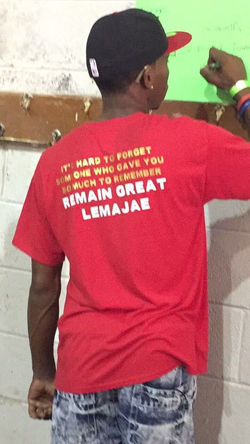 IT'S HARD TO FORGET
SOM ONE WHO GAVE YOU
SO MUCH TO REMEMBER
REMAIN GREAT
LEMAJAE